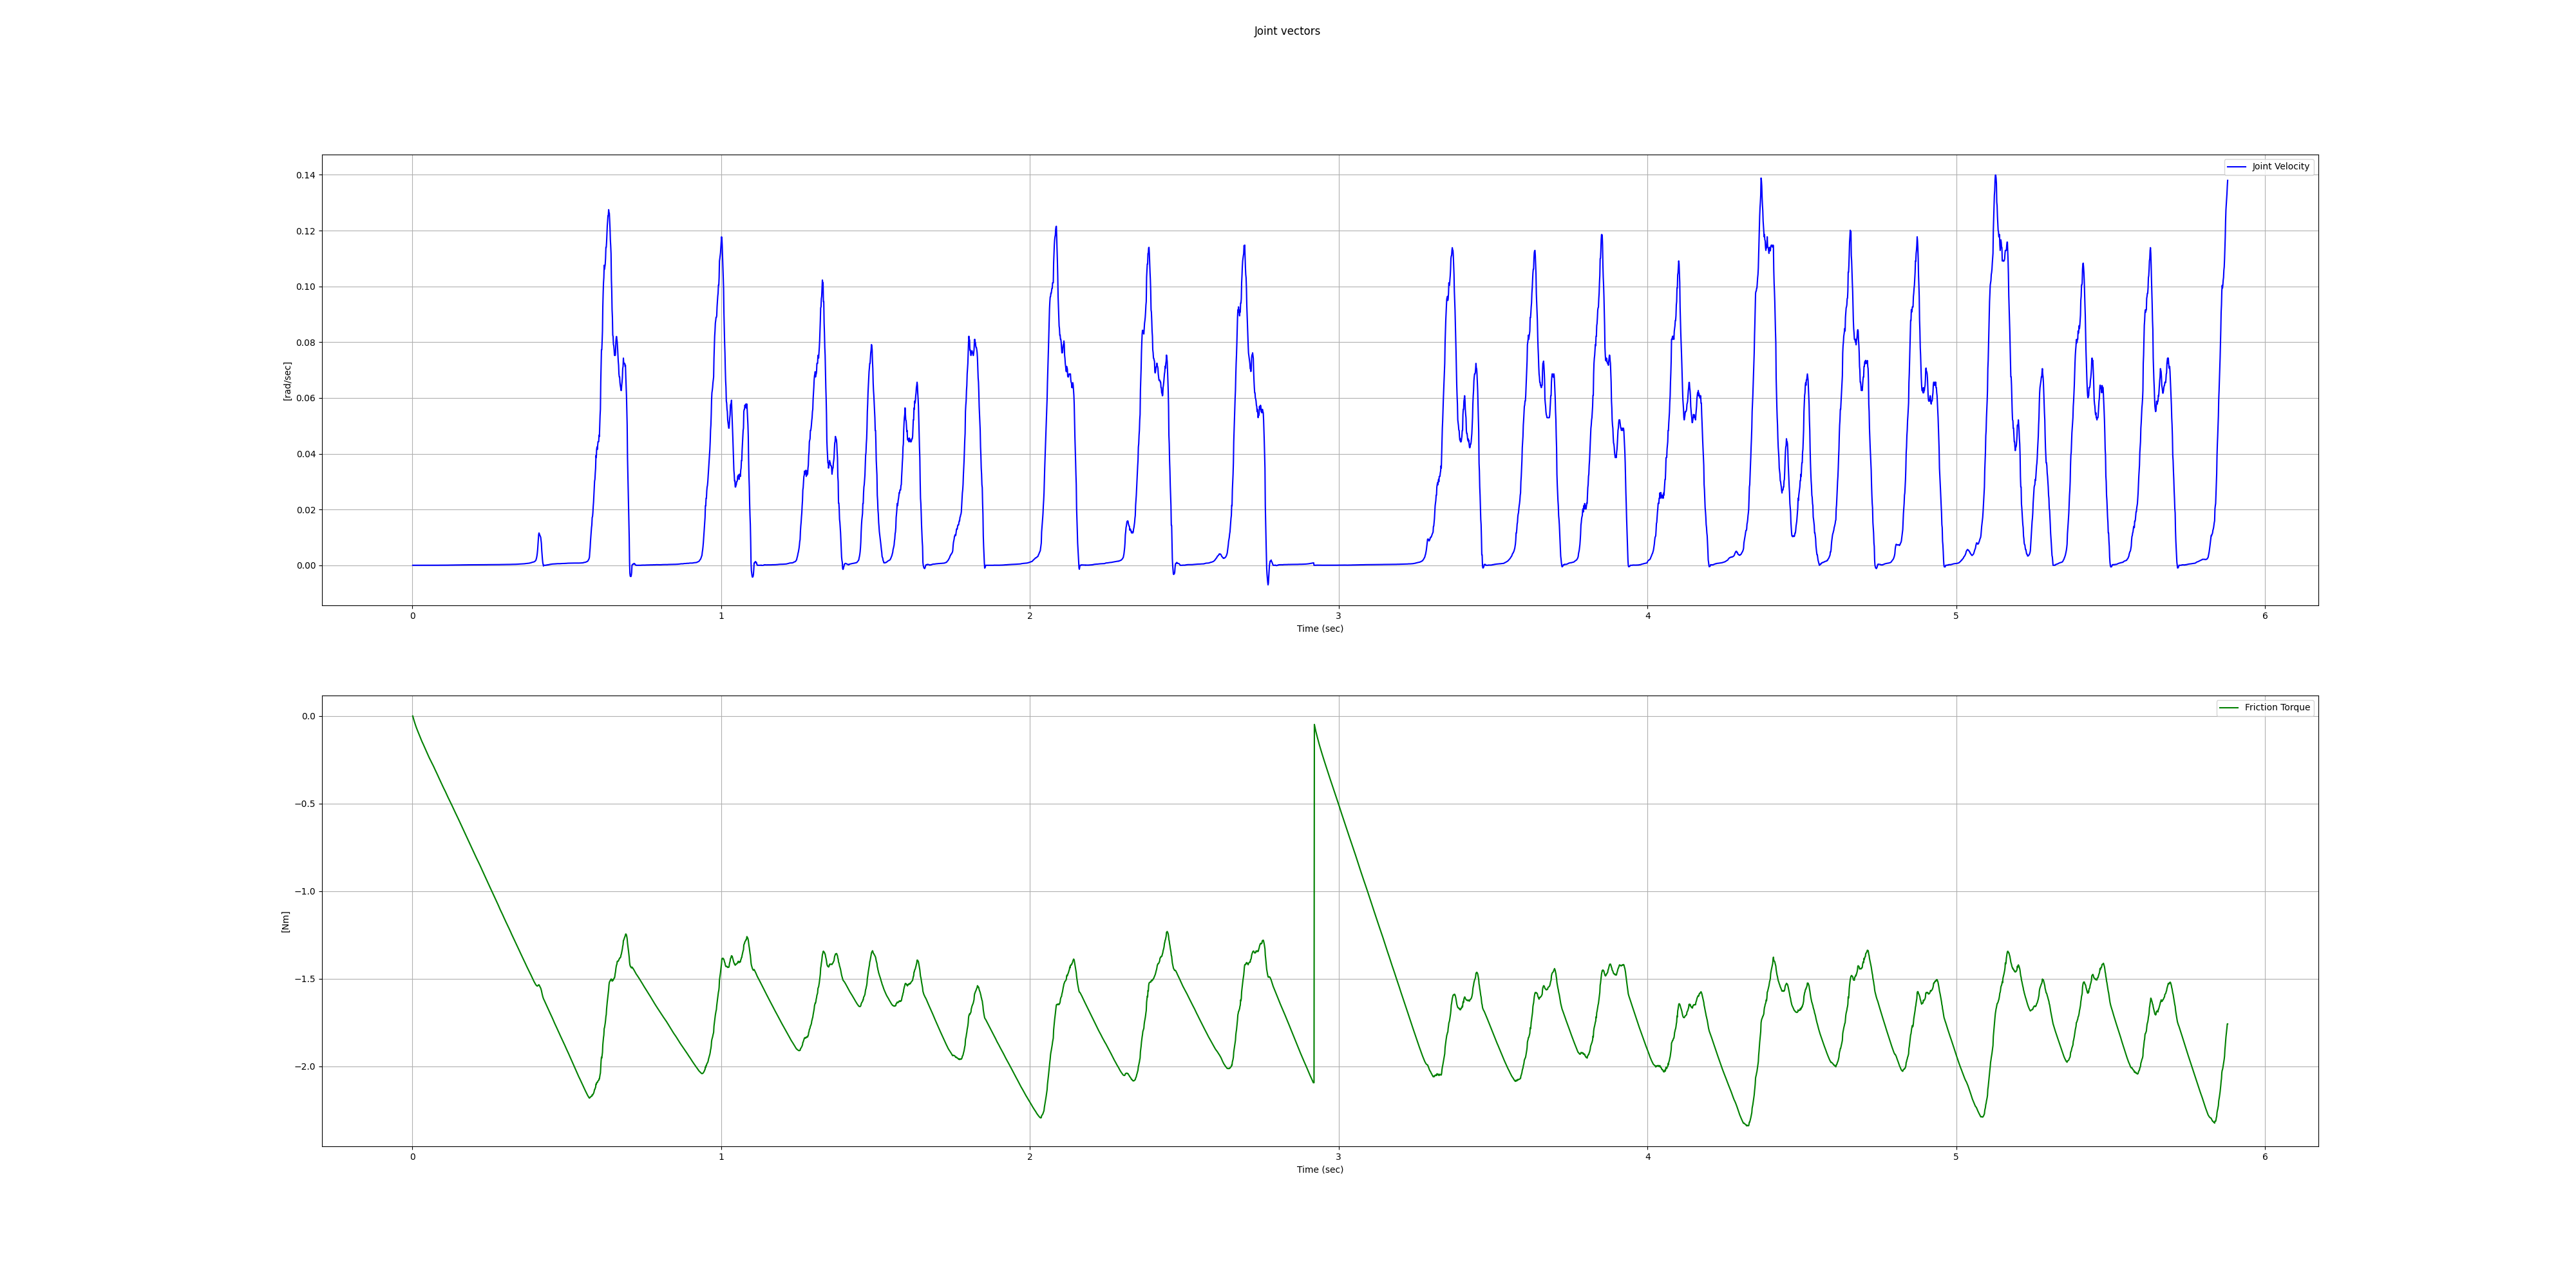 Joint vectors
Joint Velocity
0.14
0.12
0.10
0.08
0.06
0.04
0.02
0.00
[rad/sec]
0 1 2 3 4 5 6
Time (sec)
Friction Torque
0.0
−0.5
−1.0
−1.5
−2.0
[Nm]
0 1 2 3 4 5 6
Time (sec)